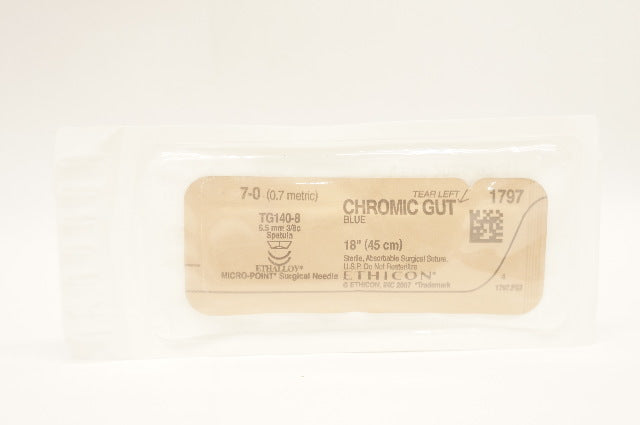 7-0 (0.7 metric)
TG140-8
6.5 mm 3/8c
Spatula
ETHALLOY*
MICRO-POINT* Surgical Needle
TEAR LEFT
1797
CHROMIC GUT
BLUE
18" (45 cm)
Sterile, Absorbable Surgical Suture,
U.S.P. Do Not Resterilize
ETHICON*
© ETHICON, INC 2007 *Trademark
4